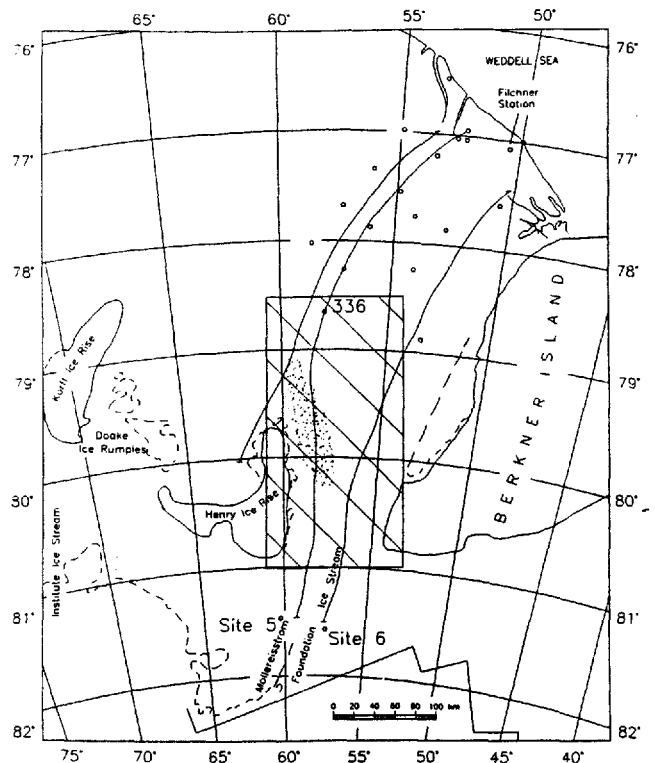 65° 60° 55° 50°
76° 76°
WEDDELL SEA
Filchner
Station
77° 77°
78° 78°
336
79° 79°
Korff Ice Rise
Doake
Ice Rumples
BERKNER ISLAND
80° 80°
Henry Ice Rise
Institute Ice Stream
81° 81°
Site 5
Möllereisstrom
Foundation Ice Stream
Site 6
0 20 40 60 80 100 km
82° 82°
75° 70° 65° 60° 55° 50° 45° 40°